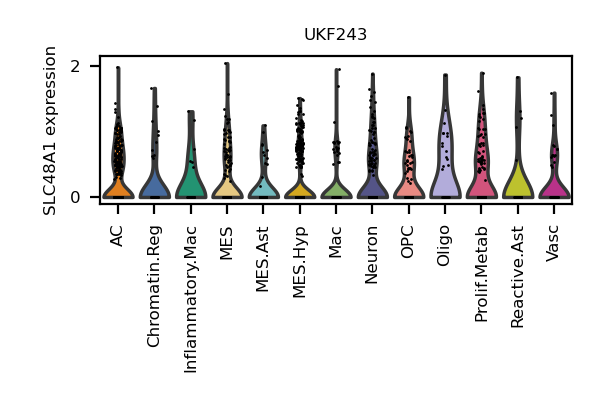 UKF243
SLC48A1 expression
2
0
AC
Chromatin.Reg
Inflammatory.Mac
MES
MES.Ast
MES.Hyp
Mac
Neuron
OPC
Oligo
Prolif.Metab
Reactive.Ast
Vasc